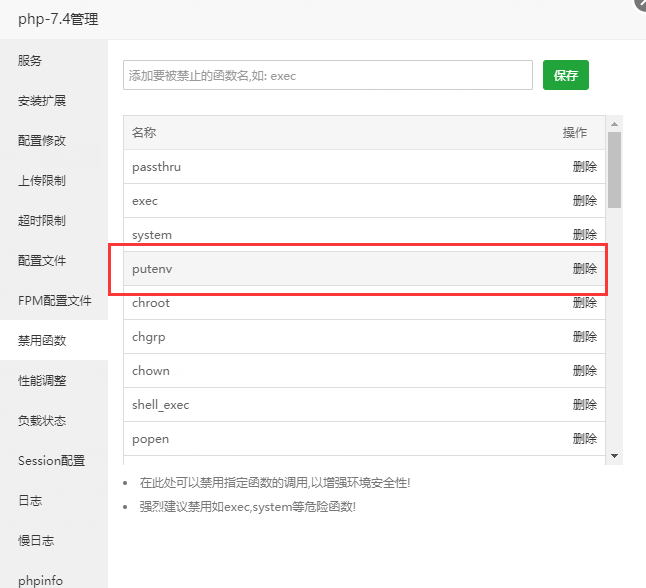 php-7.4管理
服务
安装扩展
配置修改
上传限制
超时限制
配置文件
FPM配置文件
禁用函数
性能调整
负载状态
Session配置
日志
慢日志
phpinfo
添加要被禁止的函数名,如: exec
保存
名称 操作
passthru 删除
exec 删除
system 删除
putenv 删除
chroot 删除
chgrp 删除
chown 删除
shell_exec 删除
popen 删除
在此处可以禁用指定函数的调用,以增强环境安全性!
强烈建议禁用如exec,system等危险函数!